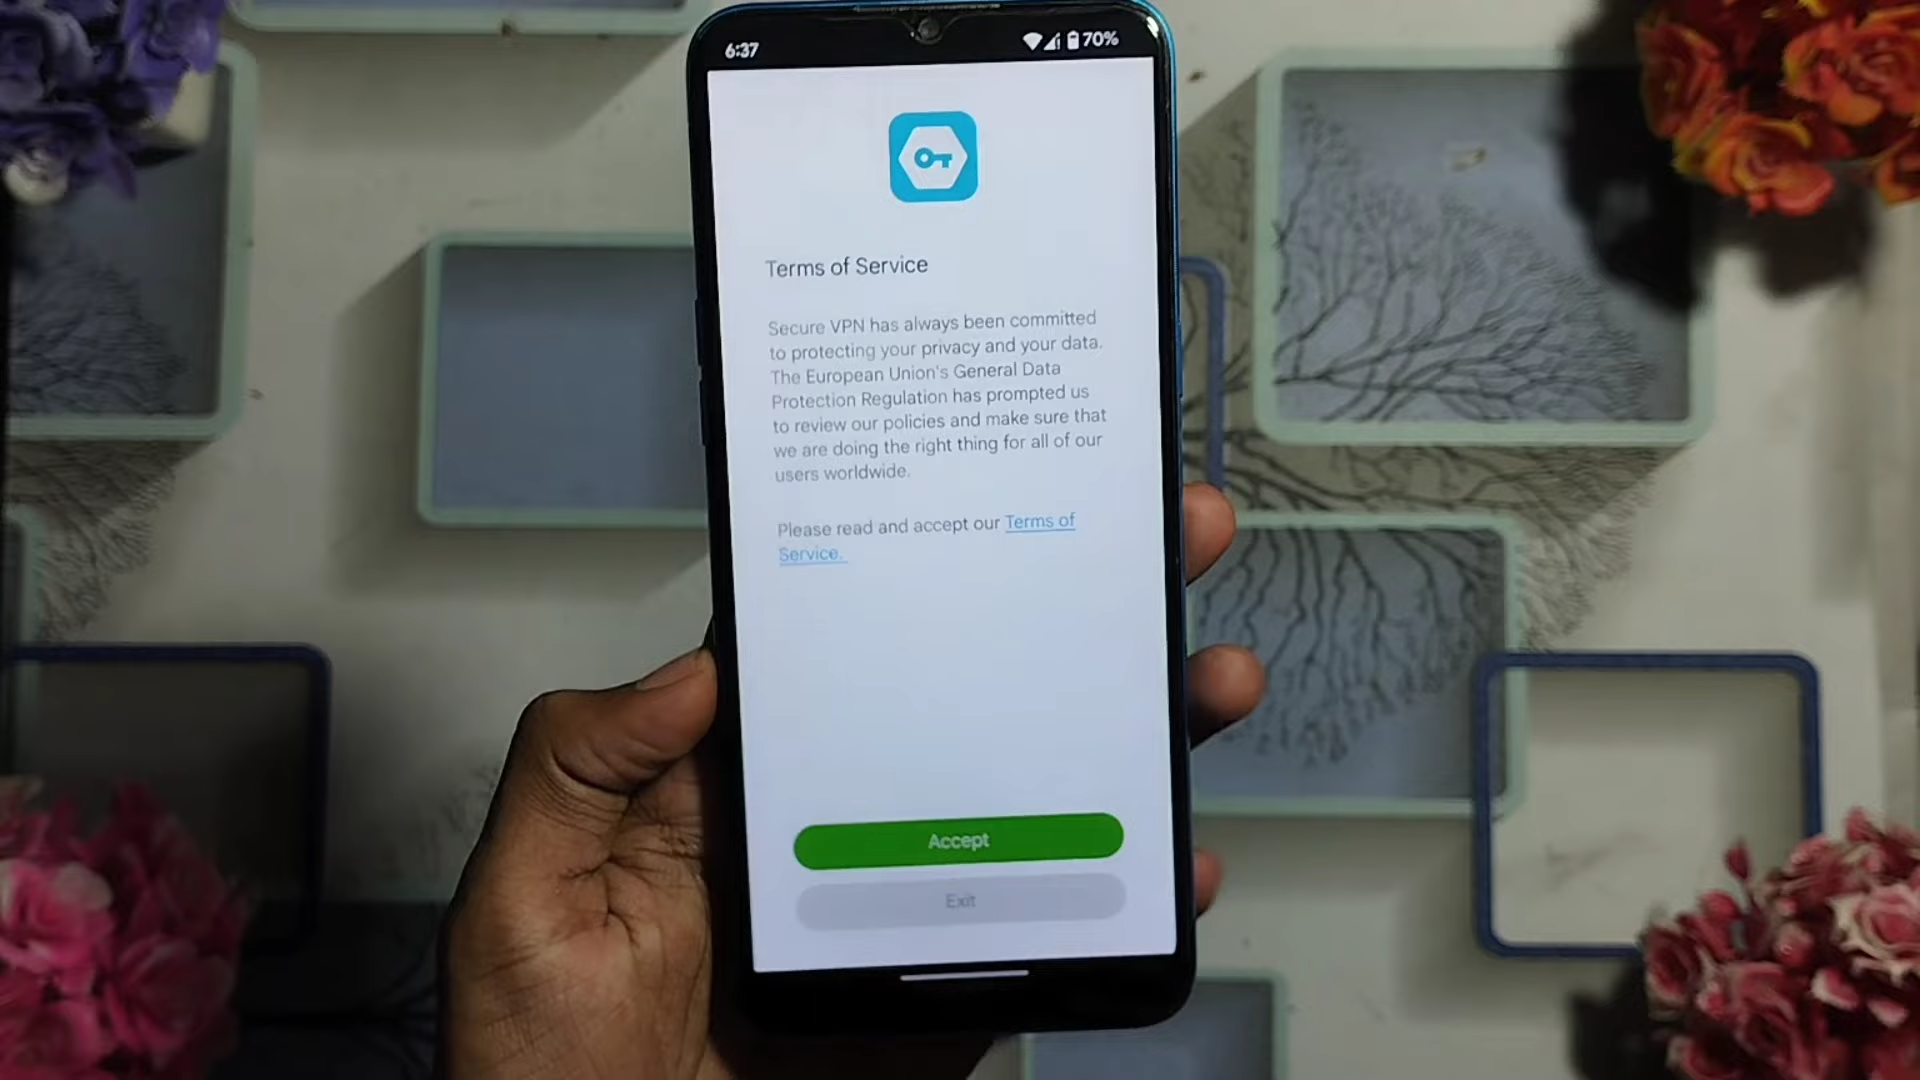 6:37
70%
Terms of Service
Secure VPN has always been committed
to protecting your privacy and your data.
The European Union's General Data
Protection Regulation has prompted us
to review our policies and make sure that
we are doing the right thing for all of our
users worldwide.
Please read and accept our Terms of
Service.
Accept
Exit